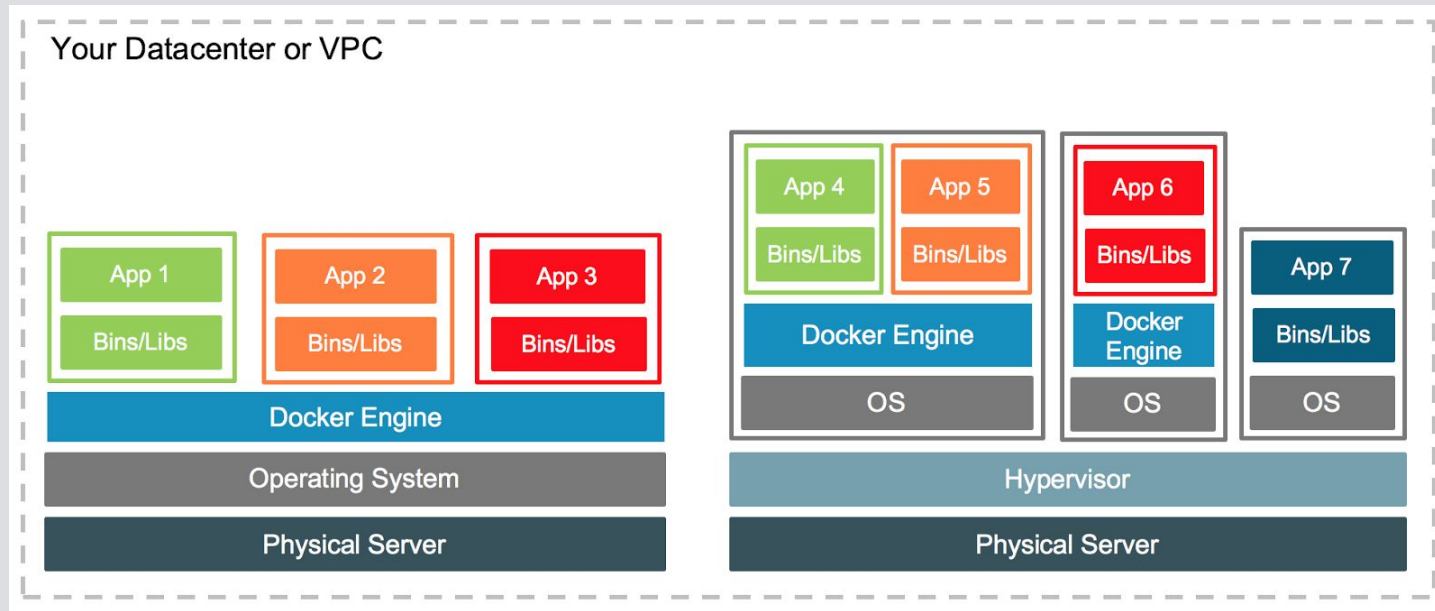 Your Datacenter or VPC
App 1
Bins/Libs
App 2
Bins/Libs
App 3
Bins/Libs
Docker Engine
Operating System
Physical Server
App 4
Bins/Libs
App 5
Bins/Libs
Docker Engine
OS
App 6
Bins/Libs
Docker
Engine
OS
App 7
Bins/Libs
OS
Hypervisor
Physical Server